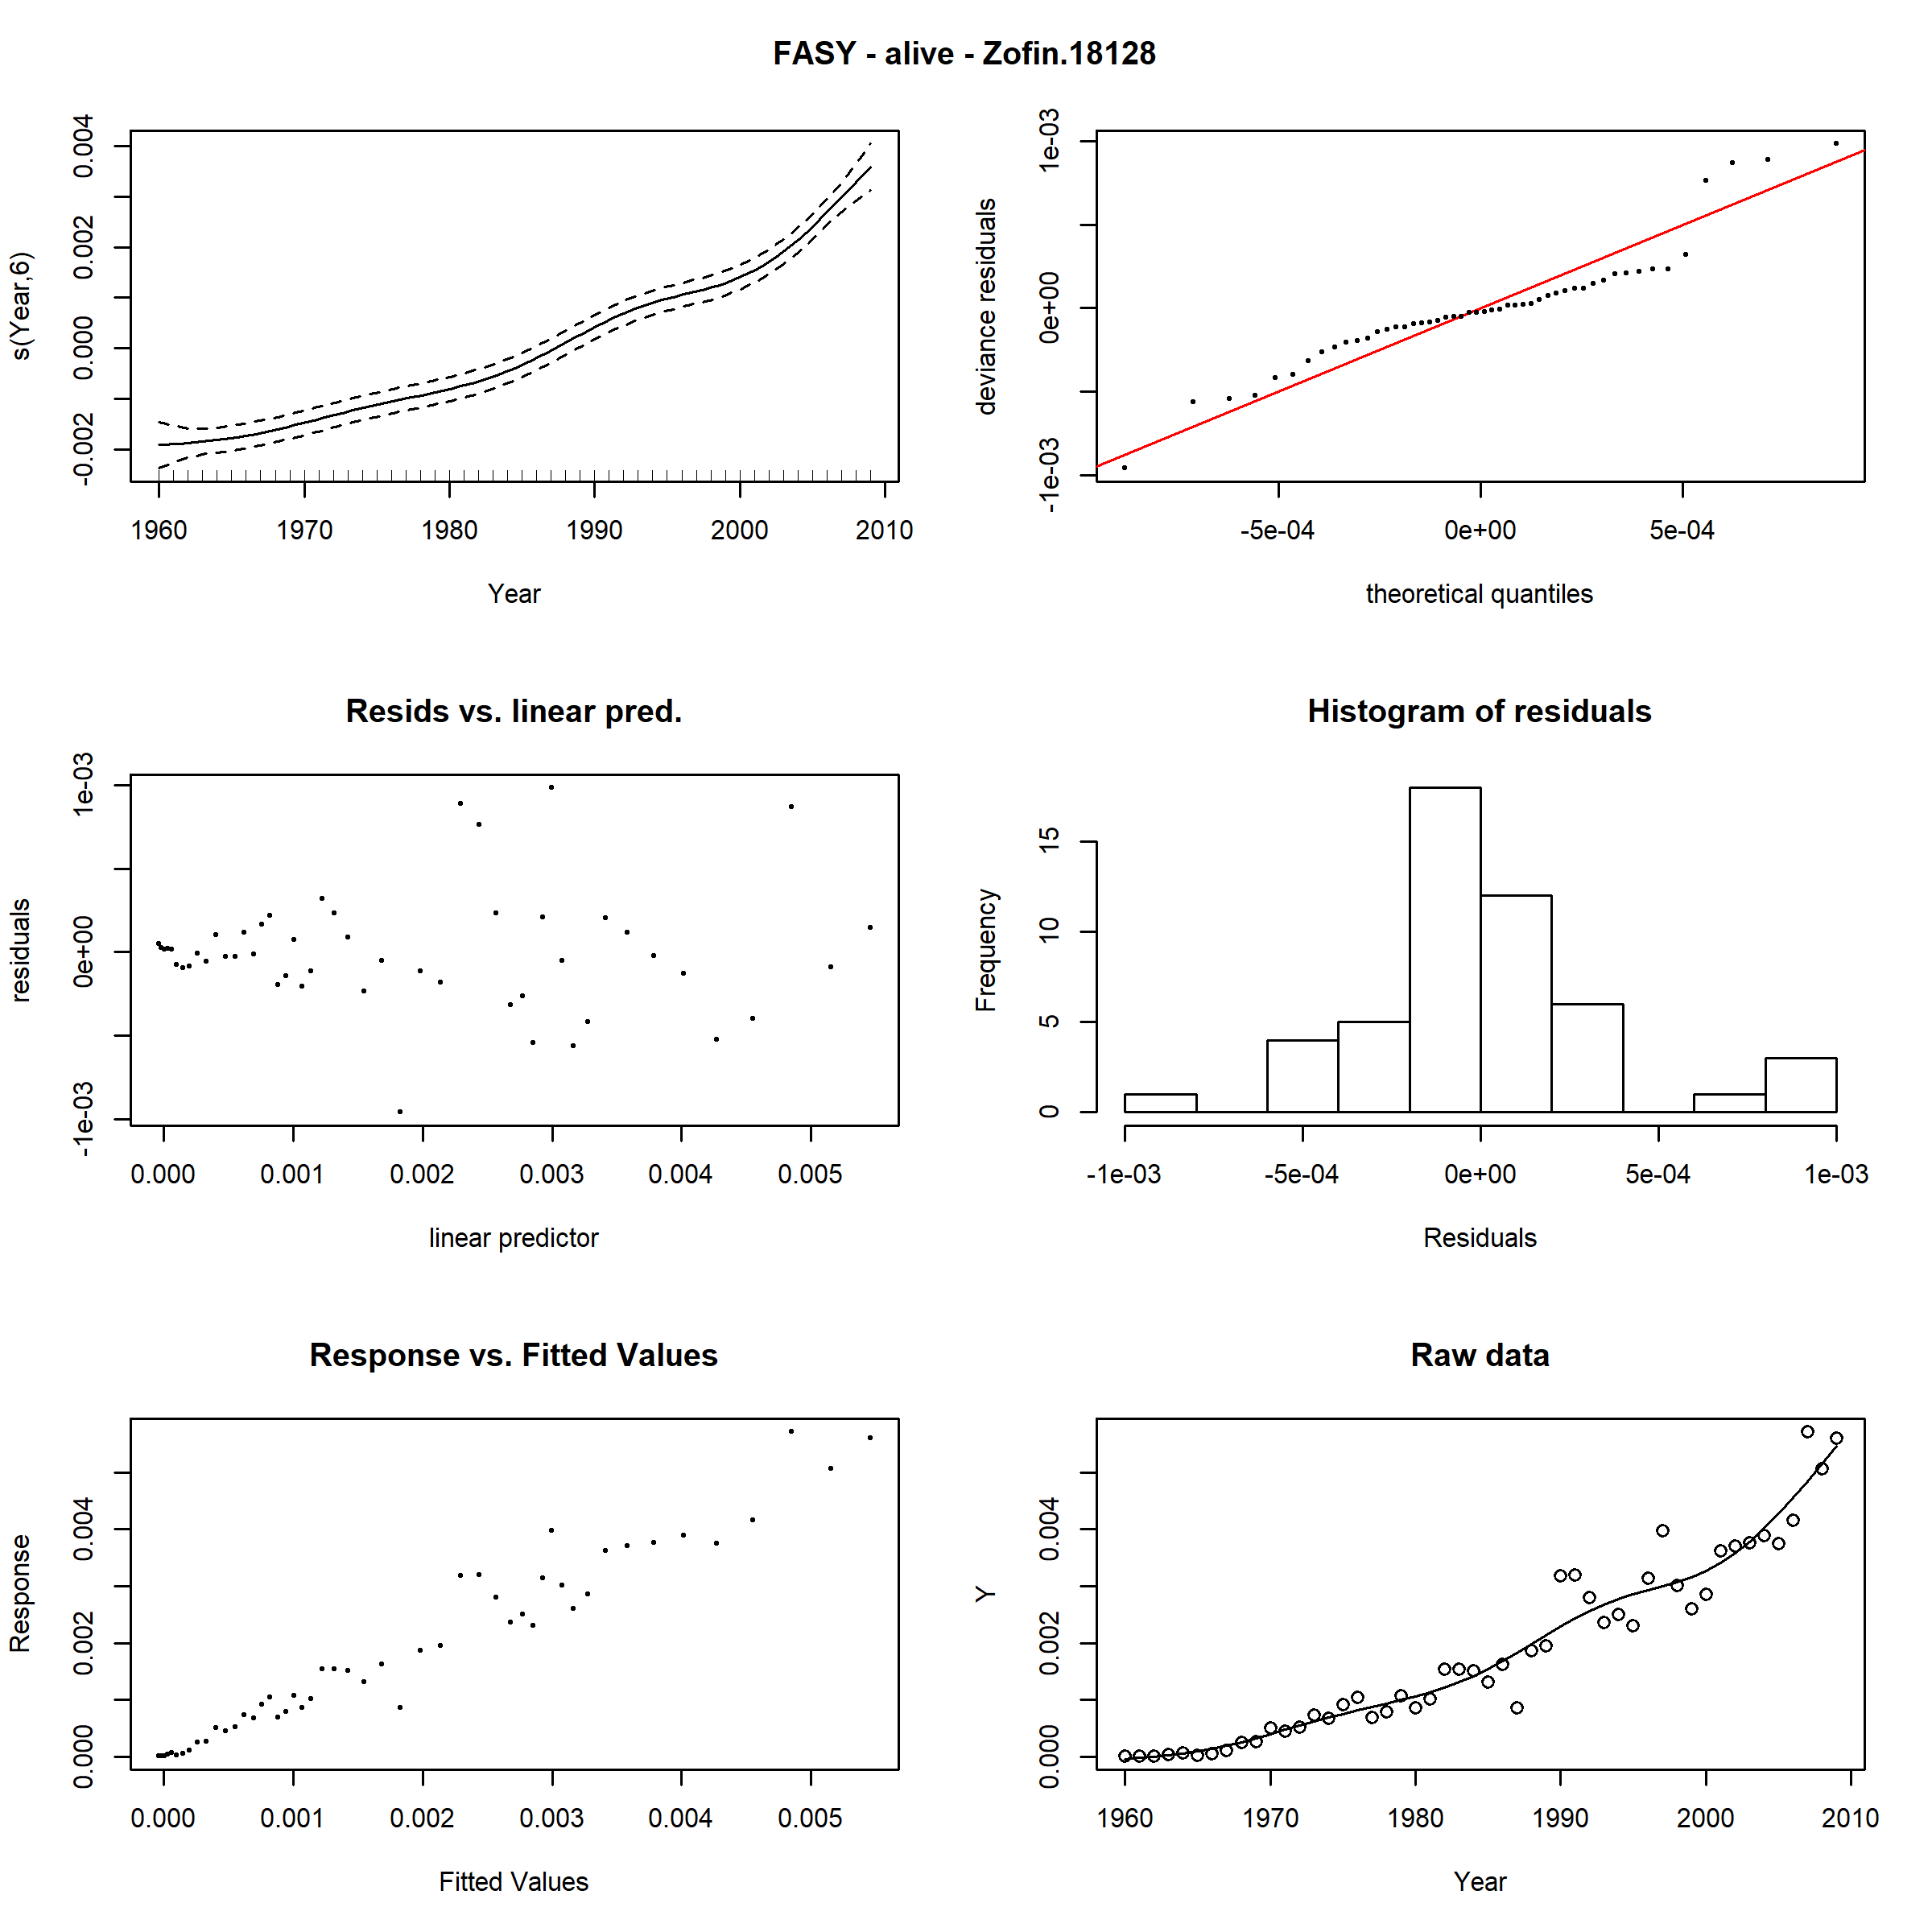 FASY - alive - Zofin.18128
s(Year,6)
-0.002 0.000 0.002 0.004
1960 1970 1980 1990 2000 2010
Year
deviance residuals
-1e-03 0e+00 1e-03
-5e-04 0e+00 5e-04
theoretical quantiles
Resids vs. linear pred.
residuals
-1e-03 0e+00 1e-03
0.000 0.001 0.002 0.003 0.004 0.005
linear predictor
Histogram of residuals
Frequency
0 5 10 15
-1e-03 -5e-04 0e+00 5e-04 1e-03
Residuals
Response vs. Fitted Values
Response
0.000 0.002 0.004
0.000 0.001 0.002 0.003 0.004 0.005
Fitted Values
Raw data
Y
0.000 0.002 0.004
1960 1970 1980 1990 2000 2010
Year